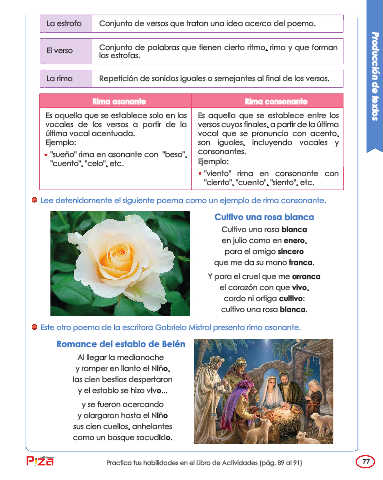 La estrofa
Conjunto de versos que tratan una idea acerca del poema.
El verso
Conjunto de palabras que tienen cierto ritmo, rima y que forman
las estrofas.
La rima
Repetición de sonidos iguales o semejantes al final de los versos.
Rima asonante
Es aquella que se establece solo en las
vocales de los versos a partir de la
última vocal acentuada.
Ejemplo:
• "sueño" rima en asonante con "beso",
"cuento", "celo", etc.
Rima consonante
Es aquella que se establece entre los
versos cuyos finales, a partir de la última
vocal que se pronuncia con acento,
son iguales, incluyendo vocales y
consonantes.
Ejemplo:
• "viento" rima en consonante con
"ciento", "cuento", "siento", etc.
Producción de textos
Lee detenidamente el siguiente poema como un ejemplo de rima consonante.
Cultivo una rosa blanca
Cultivo una rosa blanca
en julio como en enero,
para el amigo sincero
que me da su mano franca.
Y para el cruel que me arranca
el corazón con que vivo,
cardo ni ortiga cultivo:
cultivo una rosa blanca.
Este otro poema de la escritora Gabriela Mistral presenta rima asonante.
Romance del establo de Belén
Al llegar la medianoche
y romper en llanto el Niño,
las cien bestias despertaron
y el establo se hizo vivo...
y se fueron acercando
y alargaron hasta el Niño
sus cien cuellos, anhelantes
como un bosque sacudido.
Piza
Practica tus habilidades en el Libro de Actividades (pág. 89 al 91)
77